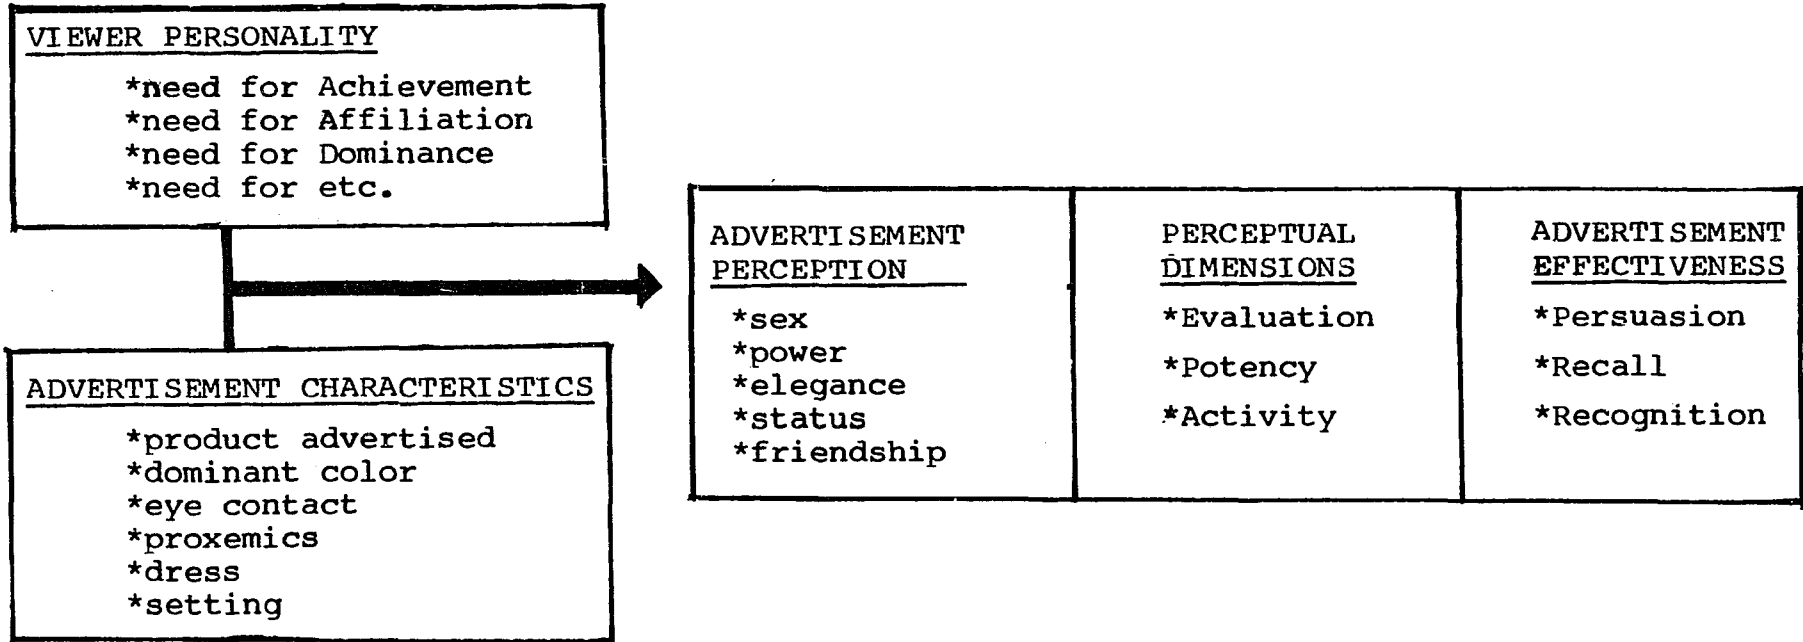 VIEWER PERSONALITY
*need for Achievement
*need for Affiliation
*need for Dominance
*need for etc.
ADVERTISEMENT CHARACTERISTICS
*product advertised
*dominant color
*eye contact
*proxemics
*dress
*setting
ADVERTISEMENT
PERCEPTION
*sex
*power
*elegance
*status
*friendship
PERCEPTUAL
DIMENSIONS
*Evaluation
*Potency
*Activity
ADVERTISEMENT
EFFECTIVENESS
*Persuasion
*Recall
*Recognition